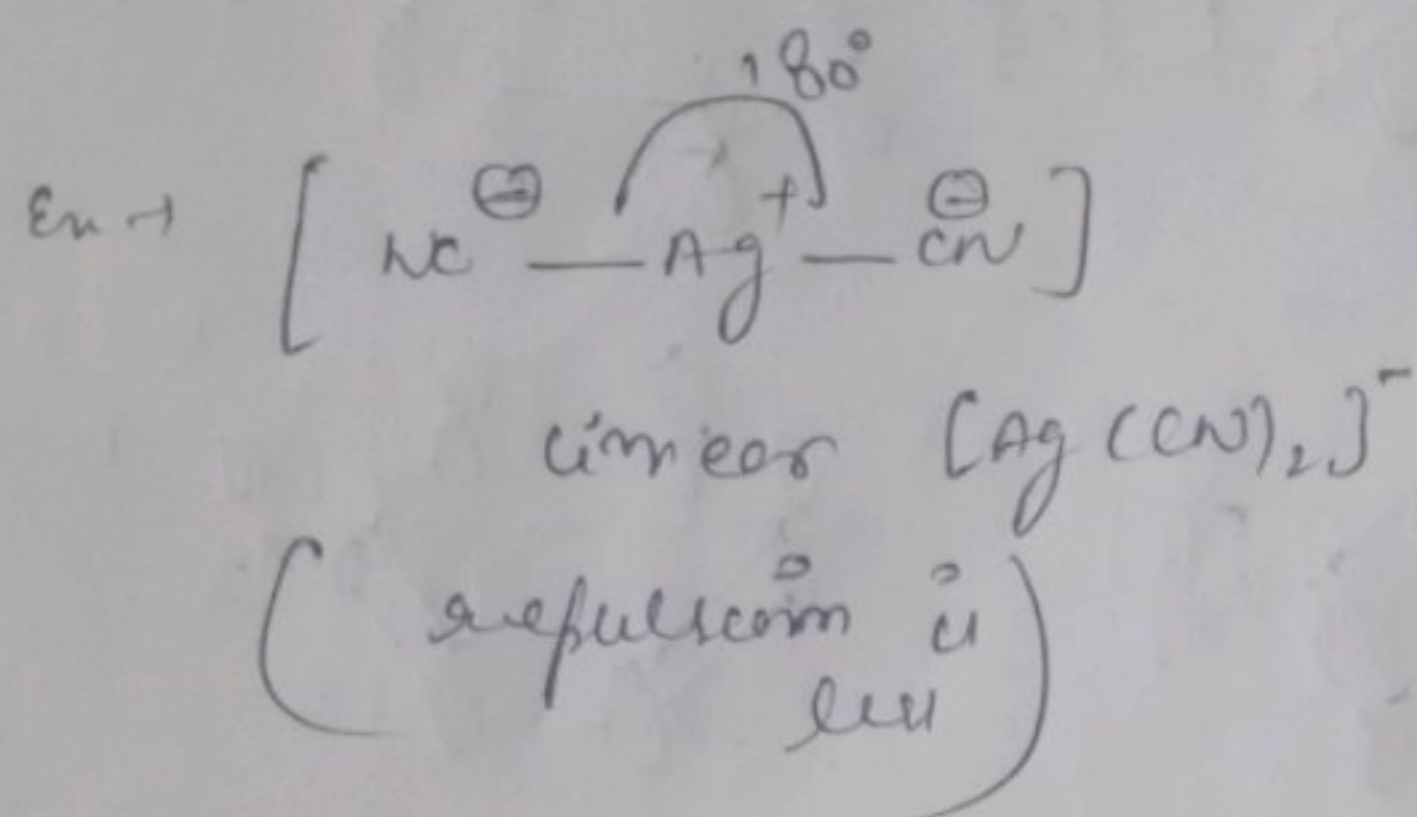 180°
Ex → [ NC⊖ — Ag+ — CN⊖ ]
linear [Ag(CN)2]-
( repulsion is
less )